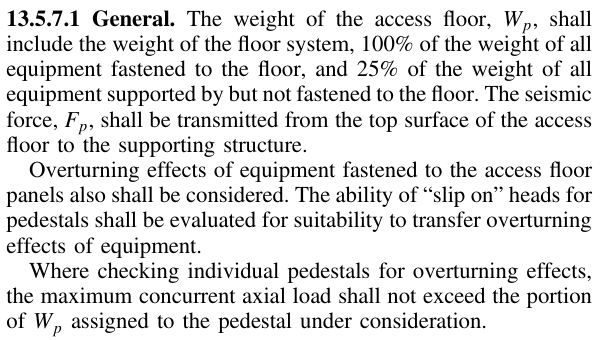 13.5.7.1 General. The weight of the access floor, Wp, shall
include the weight of the floor system, 100% of the weight of all
equipment fastened to the floor, and 25% of the weight of all
equipment supported by but not fastened to the floor. The seismic
force, Fp, shall be transmitted from the top surface of the access
floor to the supporting structure.
Overturning effects of equipment fastened to the access floor
panels also shall be considered. The ability of “slip on” heads for
pedestals shall be evaluated for suitability to transfer overturning
effects of equipment.
Where checking individual pedestals for overturning effects,
the maximum concurrent axial load shall not exceed the portion
of Wp assigned to the pedestal under consideration.